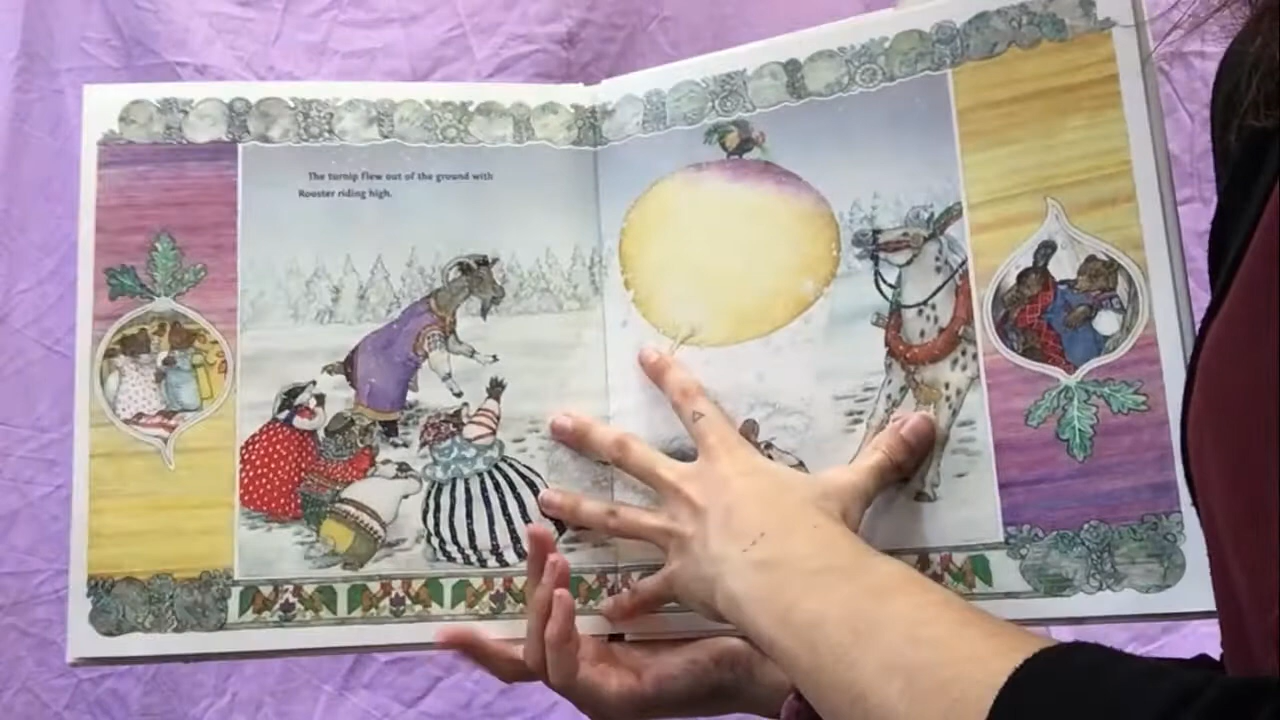 The turnip flew out of the ground with
Rooster riding high.